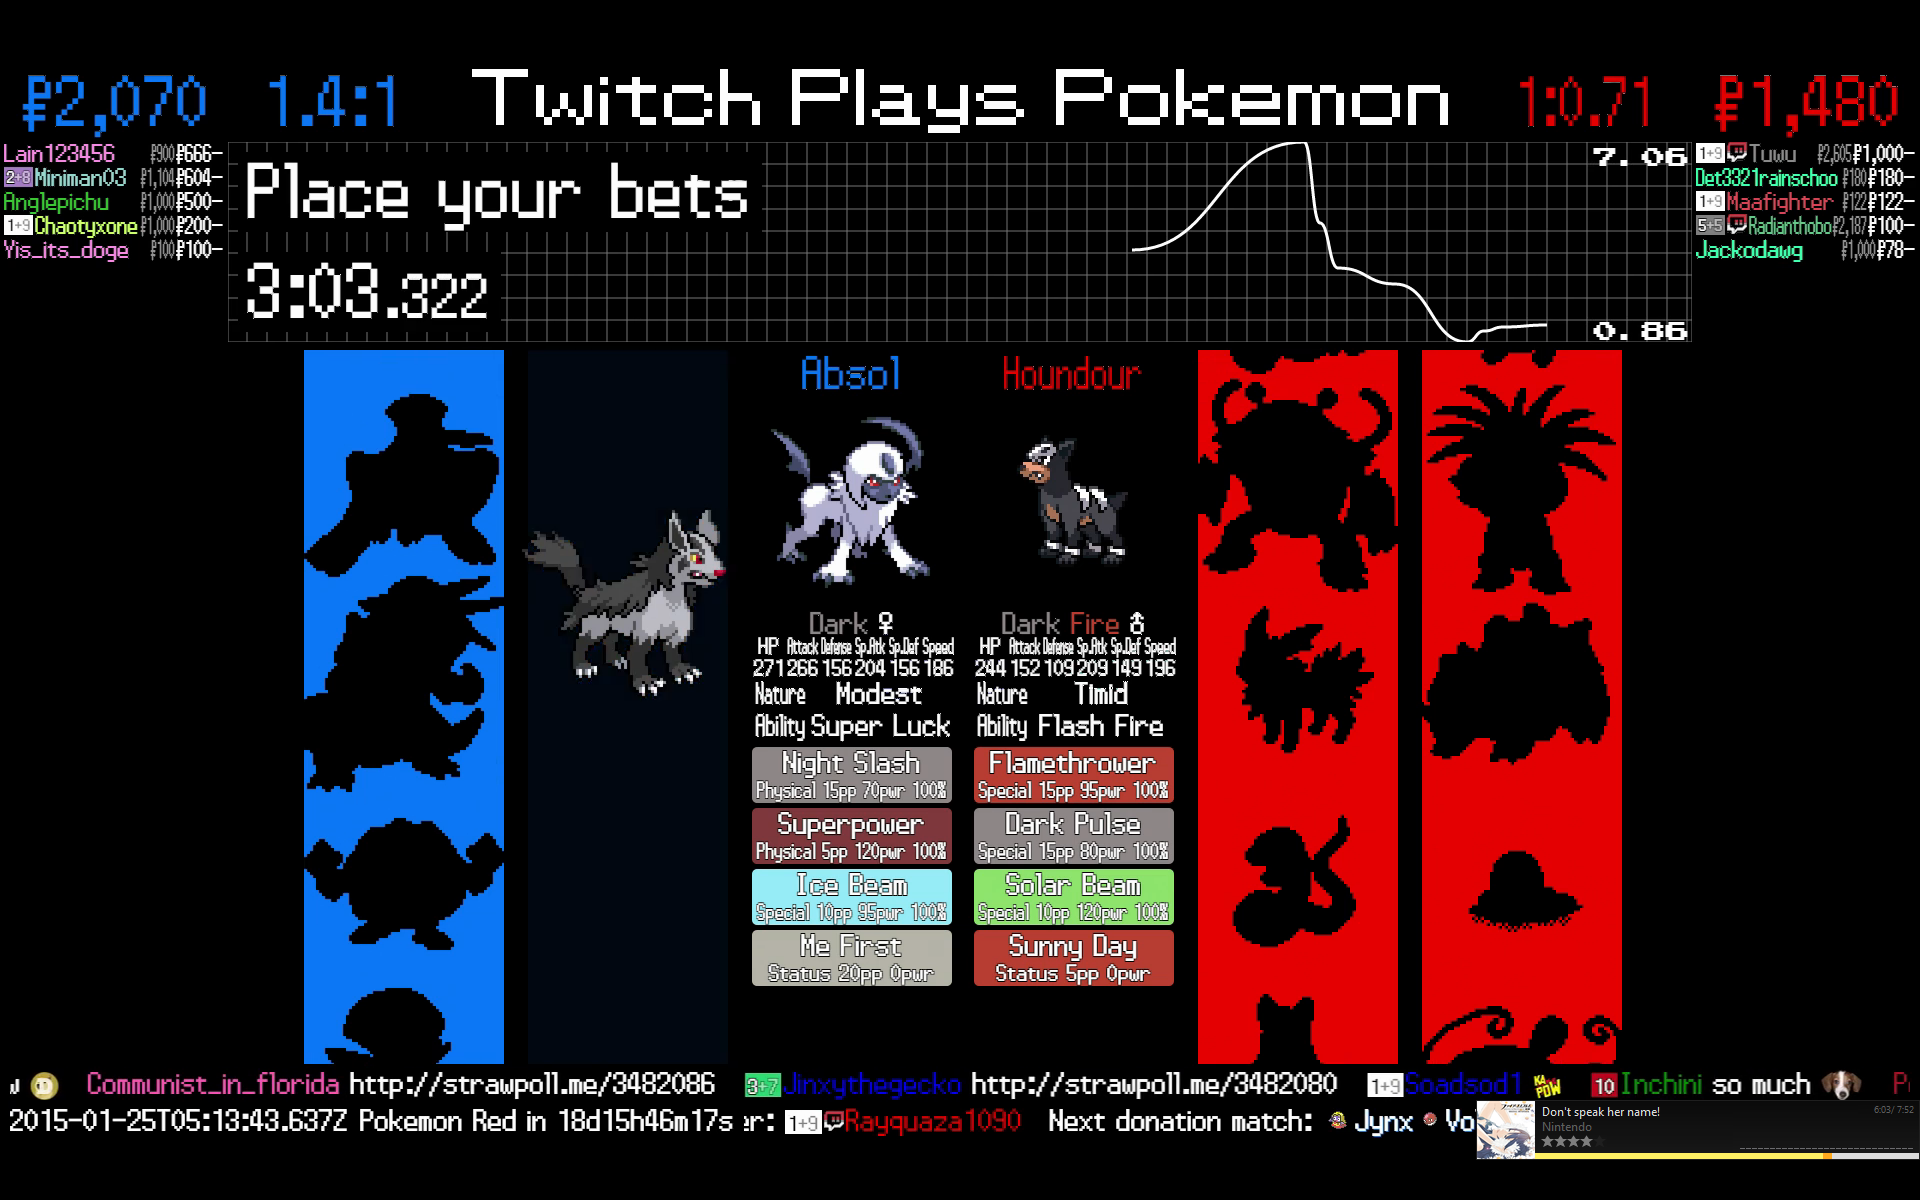 ₽2,070 1.4:1 Twitch Plays Pokemon 1:0.71 ₽1,480
Lain123456 ₽900 ₽666-
2+8 Miniman03 ₽1,104 ₽604-
Anglepichu ₽1,000 ₽500-
1+9 Chaotyxone ₽1,000 ₽200-
Yis_its_doge ₽100 ₽100-
Place your bets
3:03.322
7.06
0.86
1+9 Tuwu ₽2,605 ₽1,000-
Det3321rainschoo ₽180 ₽180-
1+9 Maafighter ₽122 ₽122-
5+5 Radianthobo ₽2,187 ₽100-
Jackodawg ₽1,000 ₽78-
Absol
Dark ♀
HP Attack Defense Sp.Atk Sp.Def Speed
271 266 156 204 156 186
Nature Modest
Ability Super Luck
Night Slash
Physical 15pp 70pwr 100%
Superpower
Physical 5pp 120pwr 100%
Ice Beam
Special 10pp 95pwr 100%
Me First
Status 20pp 0pwr
Houndour
Dark Fire ♂
HP Attack Defense Sp.Atk Sp.Def Speed
244 152 109 209 149 196
Nature Timid
Ability Flash Fire
Flamethrower
Special 15pp 95pwr 100%
Dark Pulse
Special 15pp 80pwr 100%
Solar Beam
Special 10pp 120pwr 100%
Sunny Day
Status 5pp 0pwr
Communist_in_florida http://strawpoll.me/3482086 3+7 Jinxythegecko http://strawpoll.me/3482080 1+9 Soadsod1 KAPOW 10 Inchini so much
2015-01-25T05:13:43.637Z Pokemon Red in 18d15h46m17s er: 1+9 Rayquaza1090 Next donation match: Jynx Vo
Don't speak her name! 6:03/ 7:52
Nintendo